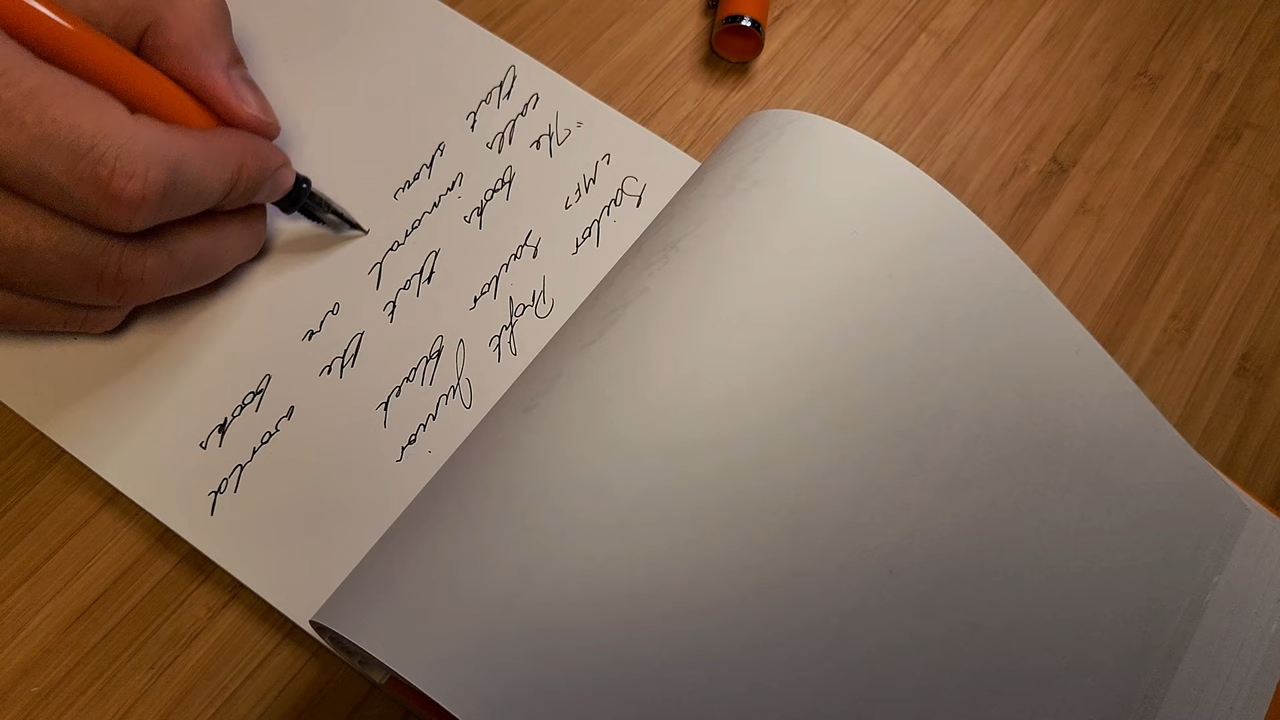 Sailor Profit Junior
<MF> Sailor black
"The books that the world
calls immoral are books
that show